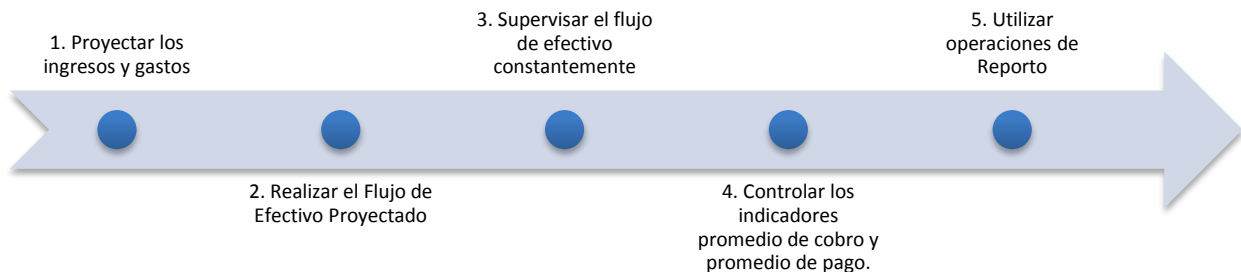 1. Proyectar los
ingresos y gastos
2. Realizar el Flujo de
Efectivo Proyectado
3. Supervisar el flujo
de efectivo
constantemente
4. Controlar los
indicadores
promedio de cobro y
promedio de pago.
5. Utilizar
operaciones de
Reporto